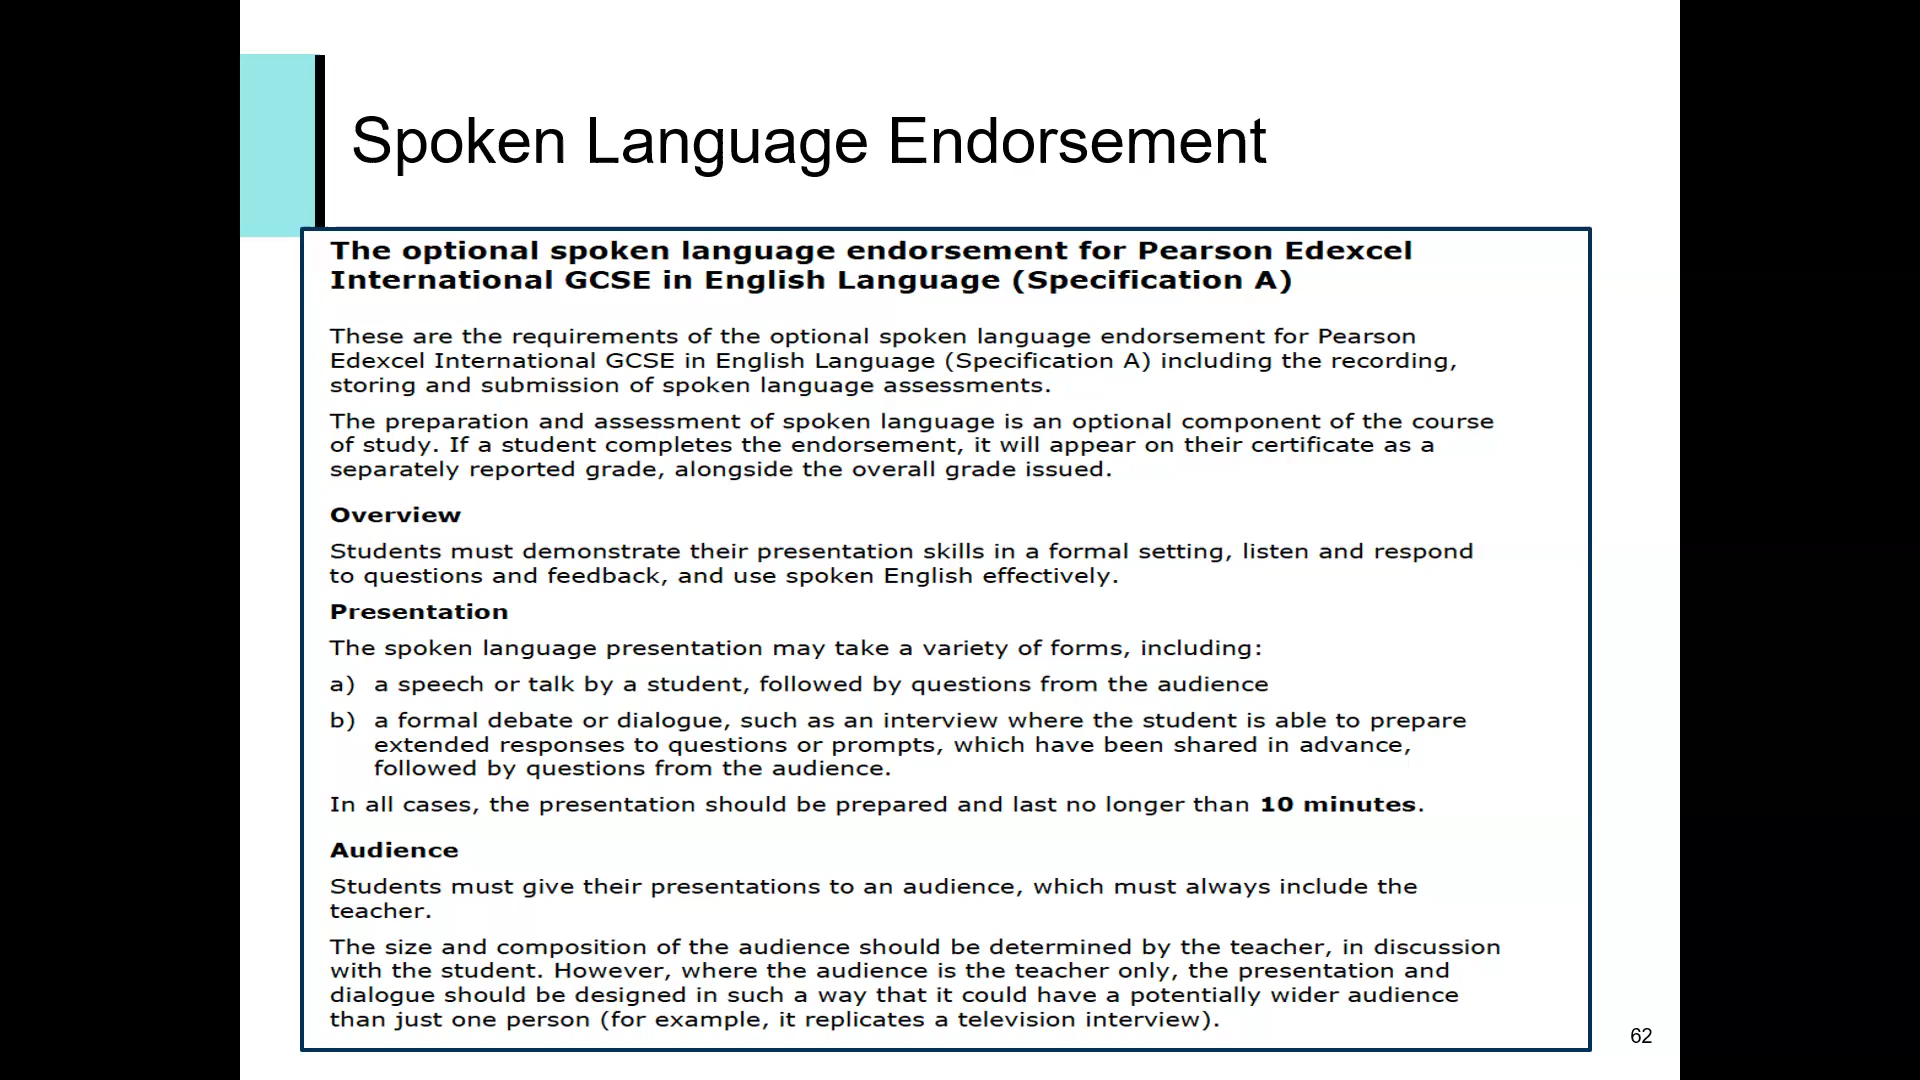 Spoken Language Endorsement
The optional spoken language endorsement for Pearson Edexcel
International GCSE in English Language (Specification A)
These are the requirements of the optional spoken language endorsement for Pearson
Edexcel International GCSE in English Language (Specification A) including the recording,
storing and submission of spoken language assessments.
The preparation and assessment of spoken language is an optional component of the course
of study. If a student completes the endorsement, it will appear on their certificate as a
separately reported grade, alongside the overall grade issued.
Overview
Students must demonstrate their presentation skills in a formal setting, listen and respond
to questions and feedback, and use spoken English effectively.
Presentation
The spoken language presentation may take a variety of forms, including:
a) a speech or talk by a student, followed by questions from the audience
b) a formal debate or dialogue, such as an interview where the student is able to prepare
extended responses to questions or prompts, which have been shared in advance,
followed by questions from the audience.
In all cases, the presentation should be prepared and last no longer than 10 minutes.
Audience
Students must give their presentations to an audience, which must always include the
teacher.
The size and composition of the audience should be determined by the teacher, in discussion
with the student. However, where the audience is the teacher only, the presentation and
dialogue should be designed in such a way that it could have a potentially wider audience
than just one person (for example, it replicates a television interview).
62